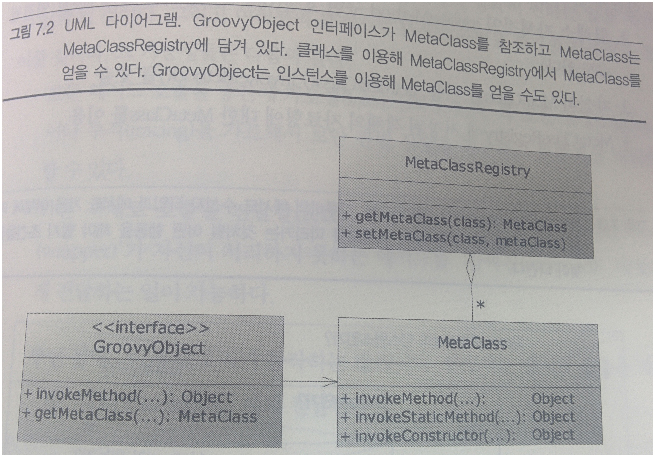 그림 7.2 UML 다이어그램. GroovyObject 인터페이스가 MetaClass를 참조하고 MetaClass는
MetaClassRegistry에 담겨 있다. 클래스를 이용해 MetaClassRegistry에서 MetaClass를
얻을 수 있다. GroovyObject는 인스턴스를 이용해 MetaClass를 얻을 수도 있다.
MetaClassRegistry
+ getMetaClass(class): MetaClass
+ setMetaClass(class, metaClass)
*
<<interface>>
GroovyObject
+ invokeMethod(...): Object
+ getMetaClass(...): MetaClass
MetaClass
+ invokeMethod(...): Object
+ invokeStaticMethod(...): Object
+ invokeConstructor(...): Object